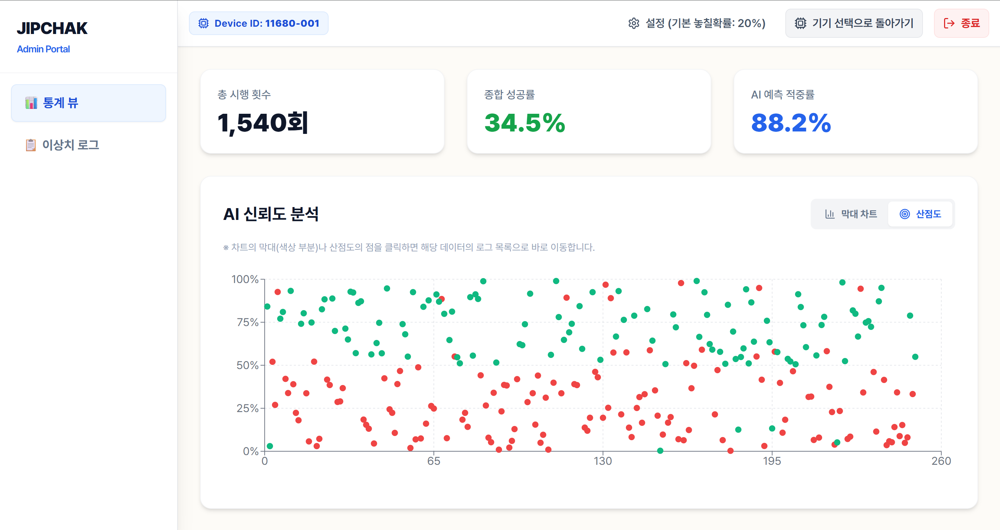 JIPCHAK
Admin Portal
통계 뷰
이상치 로그
Device ID: 11680-001
설정 (기본 놓칠확률: 20%)
기기 선택으로 돌아가기
종료
총 시행 횟수
1,540회
종합 성공률
34.5%
AI 예측 적중률
88.2%
AI 신뢰도 분석
막대 차트
산점도
※ 차트의 막대(색상 부분)나 산점도의 점을 클릭하면 해당 데이터의 로그 목록으로 바로 이동합니다.
100%
75%
50%
25%
0%
0 65 130 195 260